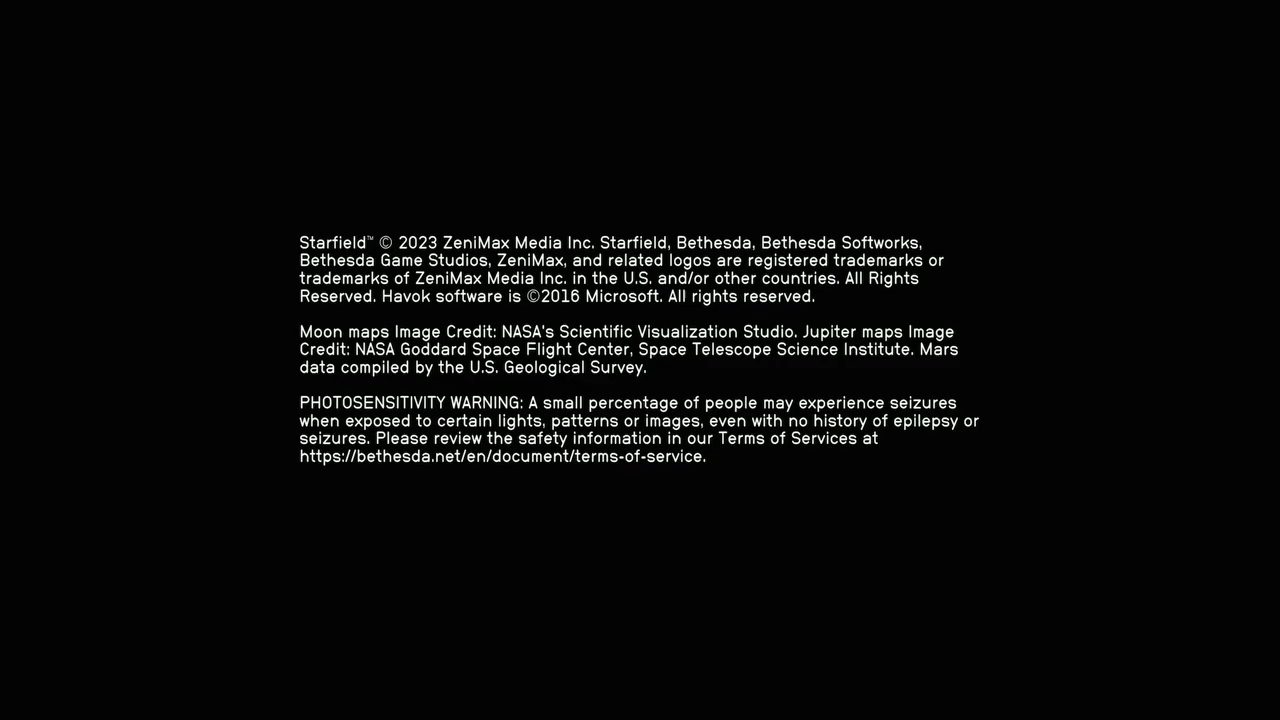 Starfield™ © 2023 ZeniMax Media Inc. Starfield, Bethesda, Bethesda Softworks,
Bethesda Game Studios, ZeniMax, and related logos are registered trademarks or
trademarks of ZeniMax Media Inc. in the U.S. and/or other countries. All Rights
Reserved. Havok software is ©2016 Microsoft. All rights reserved.
Moon maps Image Credit: NASA's Scientific Visualization Studio. Jupiter maps Image
Credit: NASA Goddard Space Flight Center, Space Telescope Science Institute. Mars
data compiled by the U.S. Geological Survey.
PHOTOSENSITIVITY WARNING: A small percentage of people may experience seizures
when exposed to certain lights, patterns or images, even with no history of epilepsy or
seizures. Please review the safety information in our Terms of Services at
https://bethesda.net/en/document/terms-of-service.